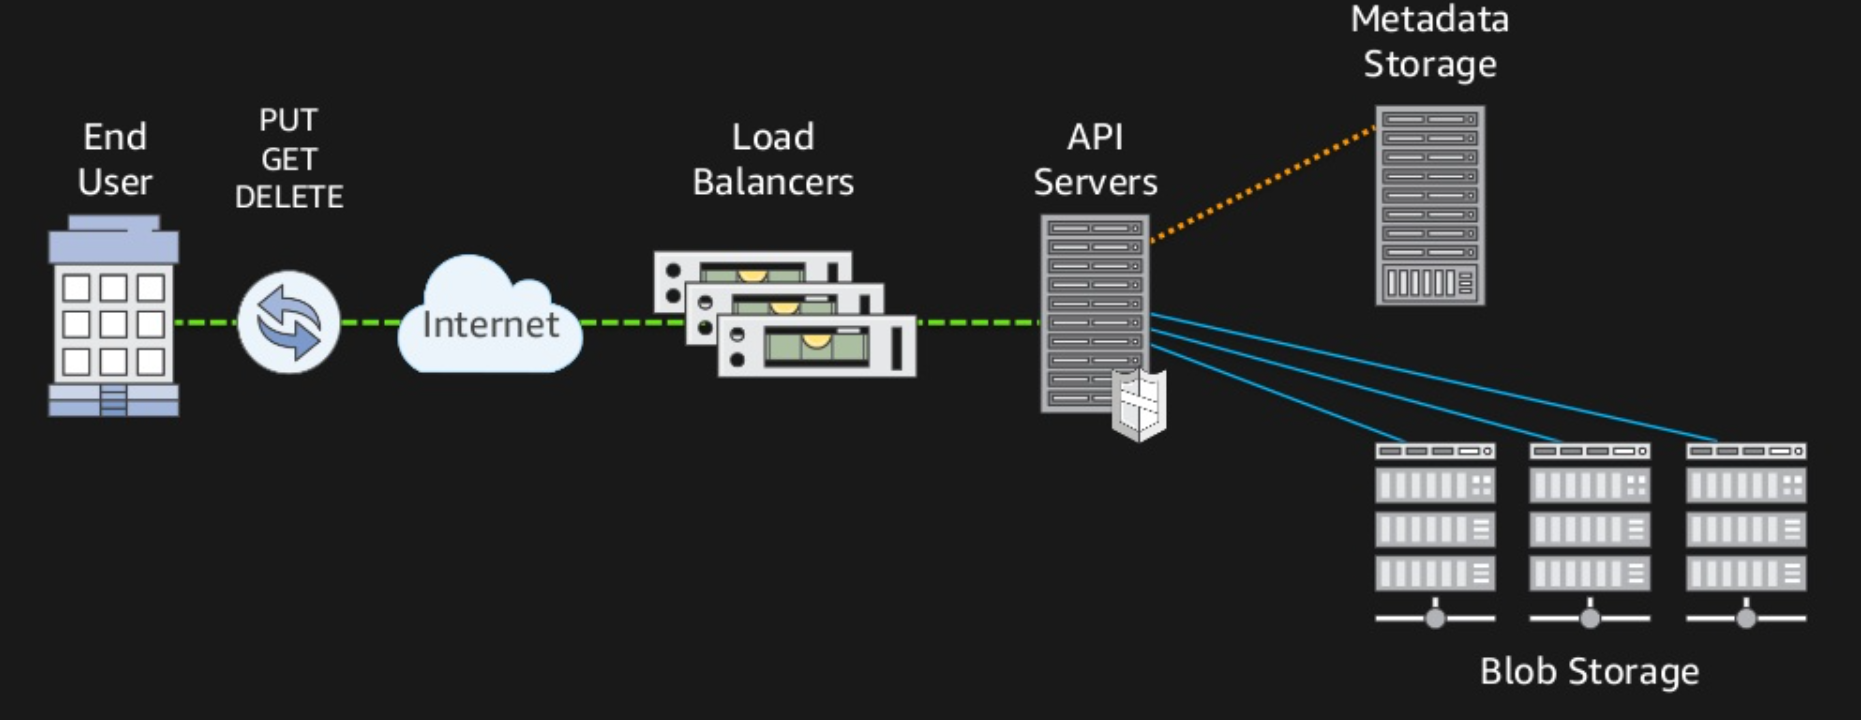 End
User
PUT
GET
DELETE
Internet
Load
Balancers
API
Servers
Metadata
Storage
Blob Storage